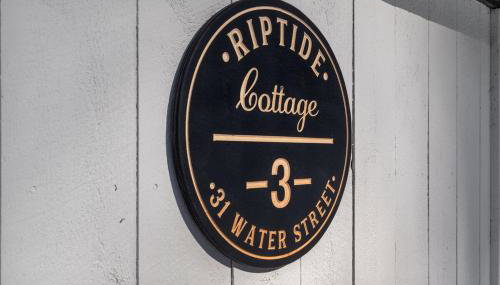 •RIPTIDE•
Cottage
-3-
•31 WATER STREET•